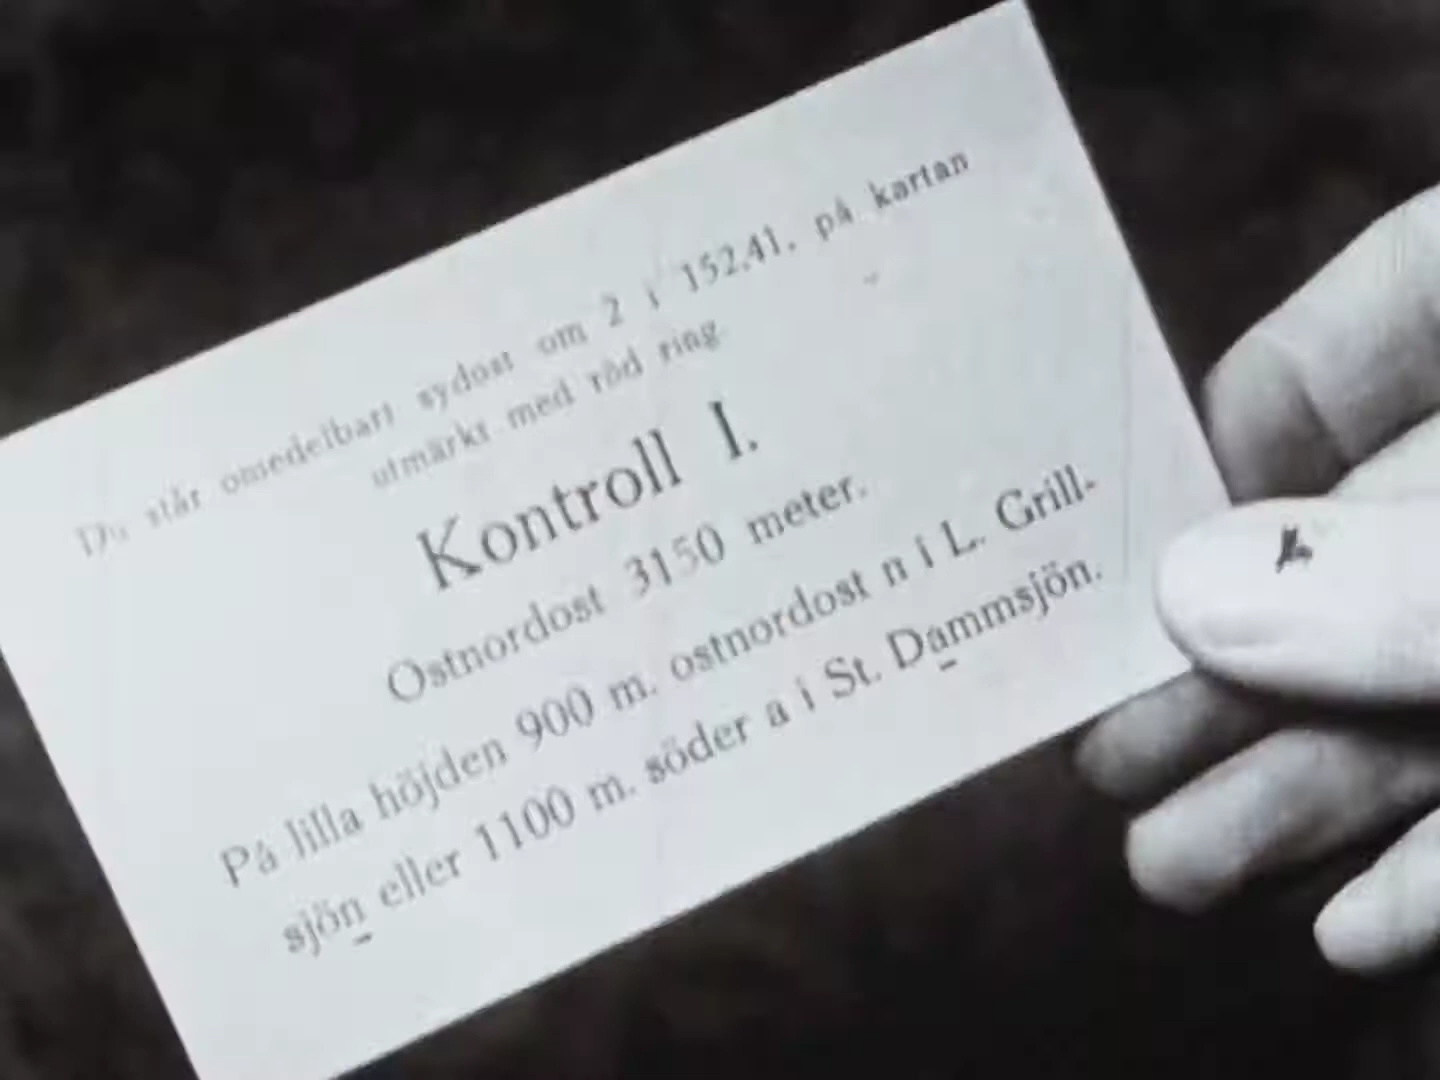 Du står omedelbart sydost om 2 i 152,41, på kartan
utmärkt med röd ring
Kontroll I.
Ostnordost 3150 meter.
På lilla höjden 900 m. ostnordost n i L. Grill-
sjön eller 1100 m. söder a i St. Dammsjön.